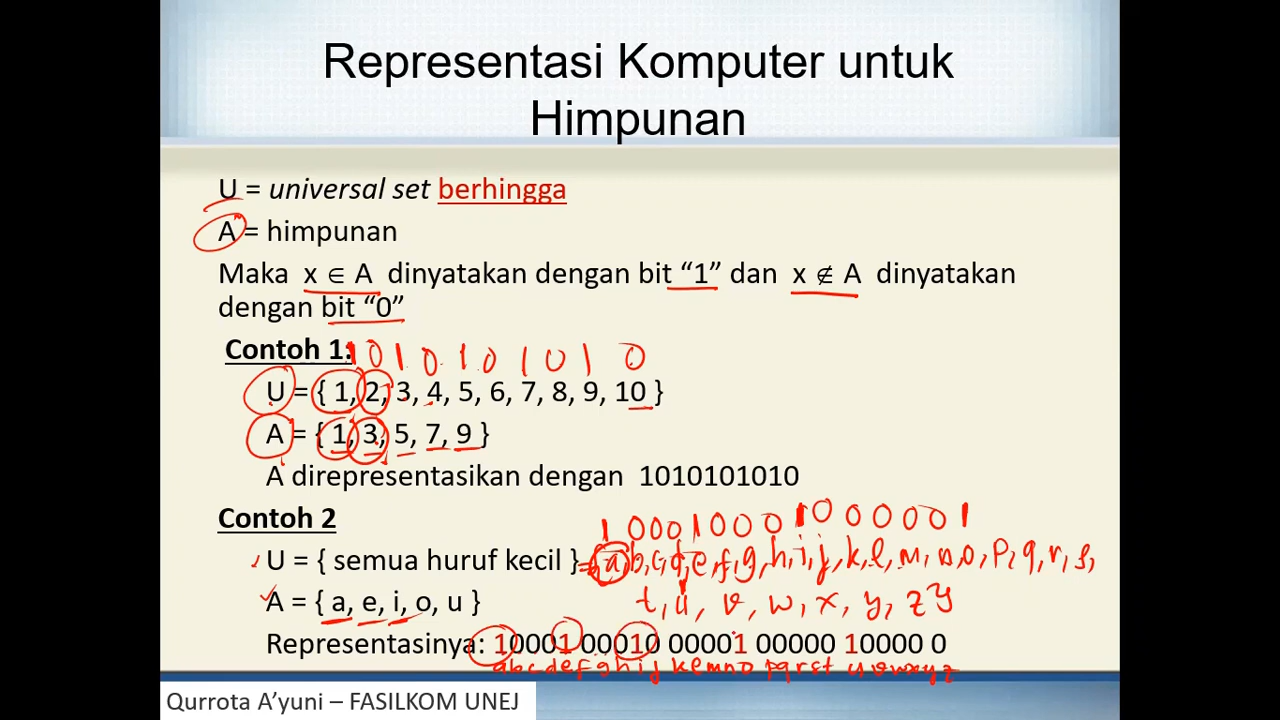 Representasi Komputer untuk
Himpunan
U = universal set berhingga
A = himpunan
Maka x ∈ A dinyatakan dengan bit “1” dan x ∉ A dinyatakan
dengan bit “0”
Contoh 1:
1 0 1 0 1 0 1 0 1 0
U = { 1, 2, 3, 4, 5, 6, 7, 8, 9, 10 }
A = { 1, 3, 5, 7, 9 }
A direpresentasikan dengan 1010101010
Contoh 2
1 0 0 0 1 0 0 0 1 0 0 0 0 0 1
U = { semua huruf kecil } = { a, b, c, d, e, f, g, h, i, j, k, l, m, n, o, p, q, r, s,
A = { a, e, i, o, u } t, u, v, w, x, y, z }
Representasinya: 10001 00010 00001 00000 10000 0
abcdefghij klmno pqrst uvwxyz
Qurrota A’yuni – FASILKOM UNEJ